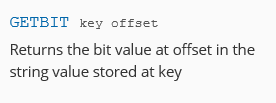 GETBIT key offset
Returns the bit value at offset in the
string value stored at key